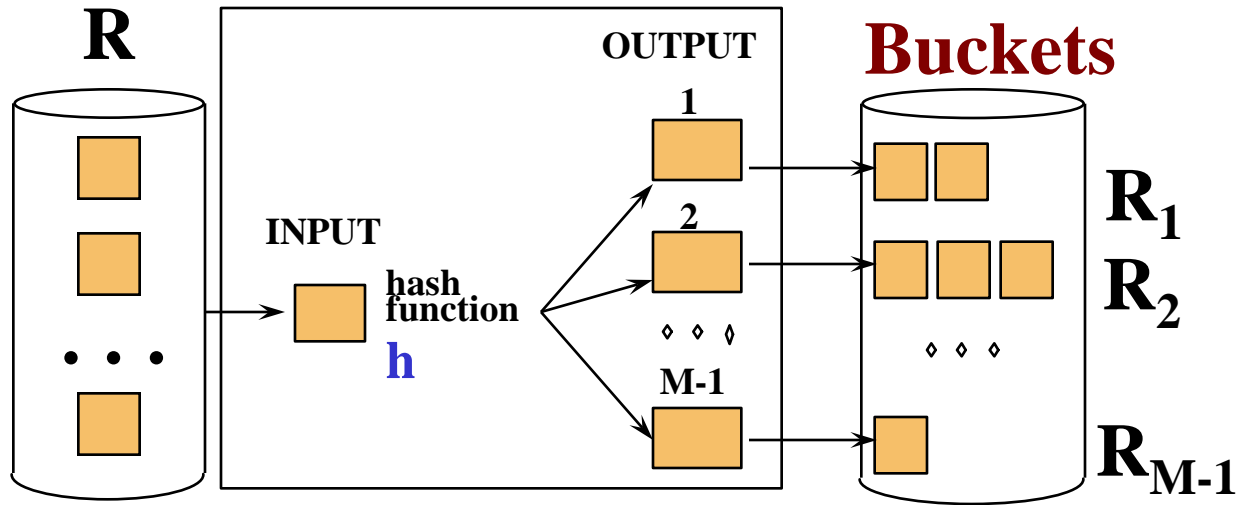 R
OUTPUT
Buckets
1
INPUT
2
hash
function
h
M-1
R1
R2
RM-1